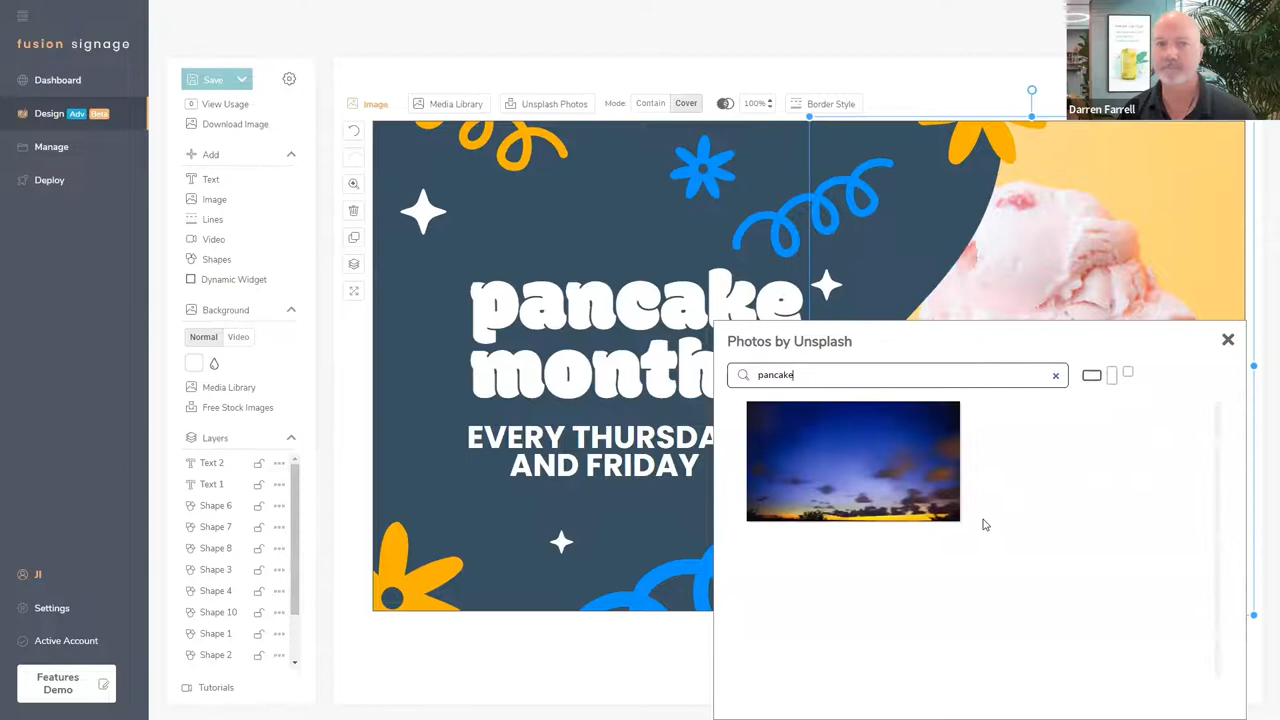 fusion signage
Dashboard
Design Adv Beta
Manage
Deploy
JI
Settings
Active Account
Features
Demo
Save
View Usage
Download Image
Add
Text
Image
Lines
Video
Shapes
Dynamic Widget
Background
Normal Video
Media Library
Free Stock Images
Layers
Text 2
Text 1
Shape 6
Shape 7
Shape 8
Shape 3
Shape 4
Shape 10
Shape 1
Shape 2
Tutorials
Image Media Library Unsplash Photos Mode: Contain Cover 100% Border Style
pancake
month
EVERY THURSDA
AND FRIDAY
Photos by Unsplash
pancake
Darren Farrell